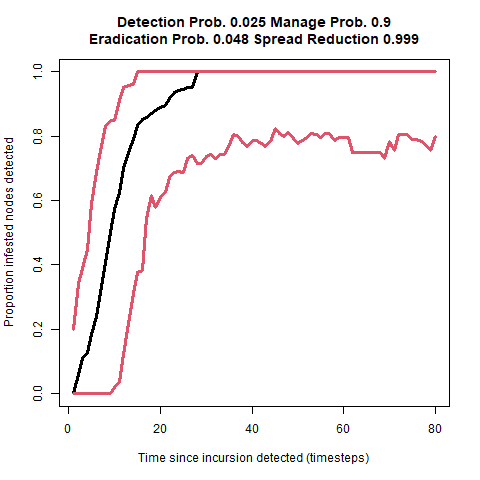 Detection Prob. 0.025 Manage Prob. 0.9
Eradication Prob. 0.048 Spread Reduction 0.999
Proportion infested nodes detected
1.0
0.8
0.6
0.4
0.2
0.0
0 20 40 60 80
Time since incursion detected (timesteps)